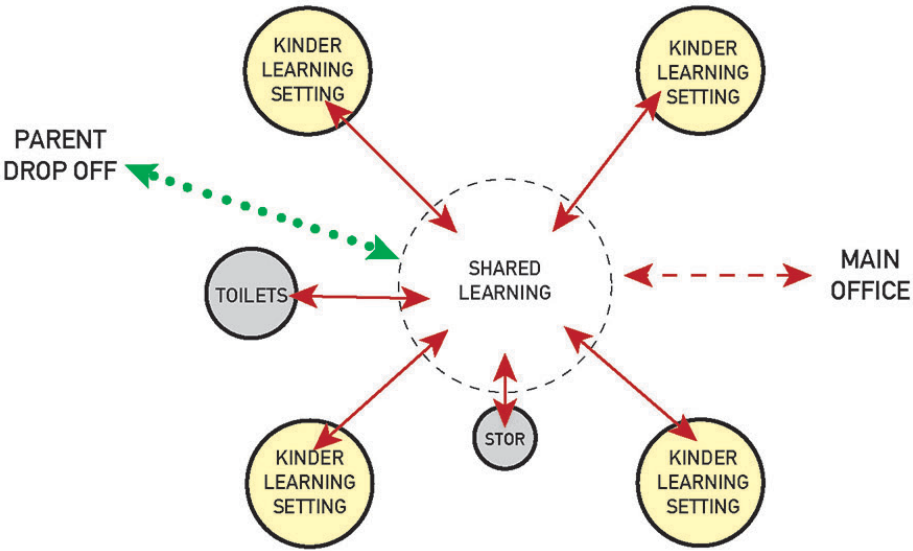 KINDER
LEARNING
SETTING
KINDER
LEARNING
SETTING
PARENT
DROP OFF
SHARED
LEARNING
MAIN
OFFICE
TOILETS
STOR
KINDER
LEARNING
SETTING
KINDER
LEARNING
SETTING